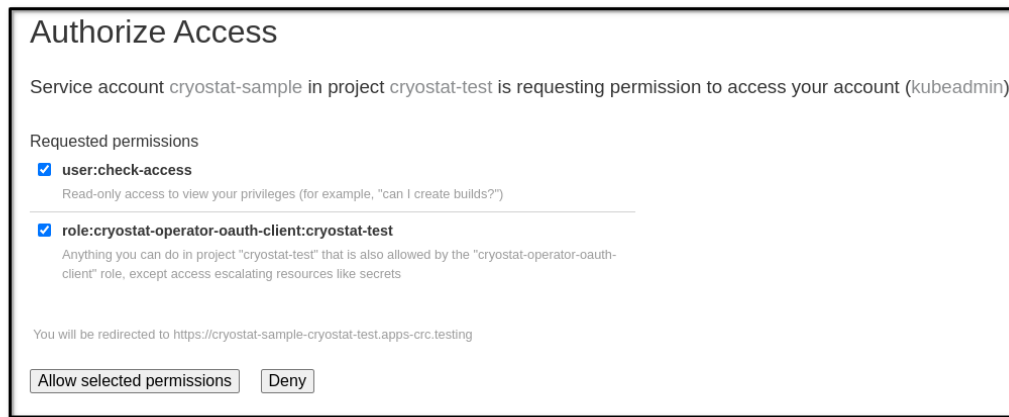 Authorize Access
Service account cryostat-sample in project cryostat-test is requesting permission to access your account (kubeadmin)
Requested permissions
user:check-access
Read-only access to view your privileges (for example, "can I create builds?")
role:cryostat-operator-oauth-client:cryostat-test
Anything you can do in project "cryostat-test" that is also allowed by the "cryostat-operator-oauth-
client" role, except access escalating resources like secrets
You will be redirected to https://cryostat-sample-cryostat-test.apps-crc.testing
Allow selected permissions Deny